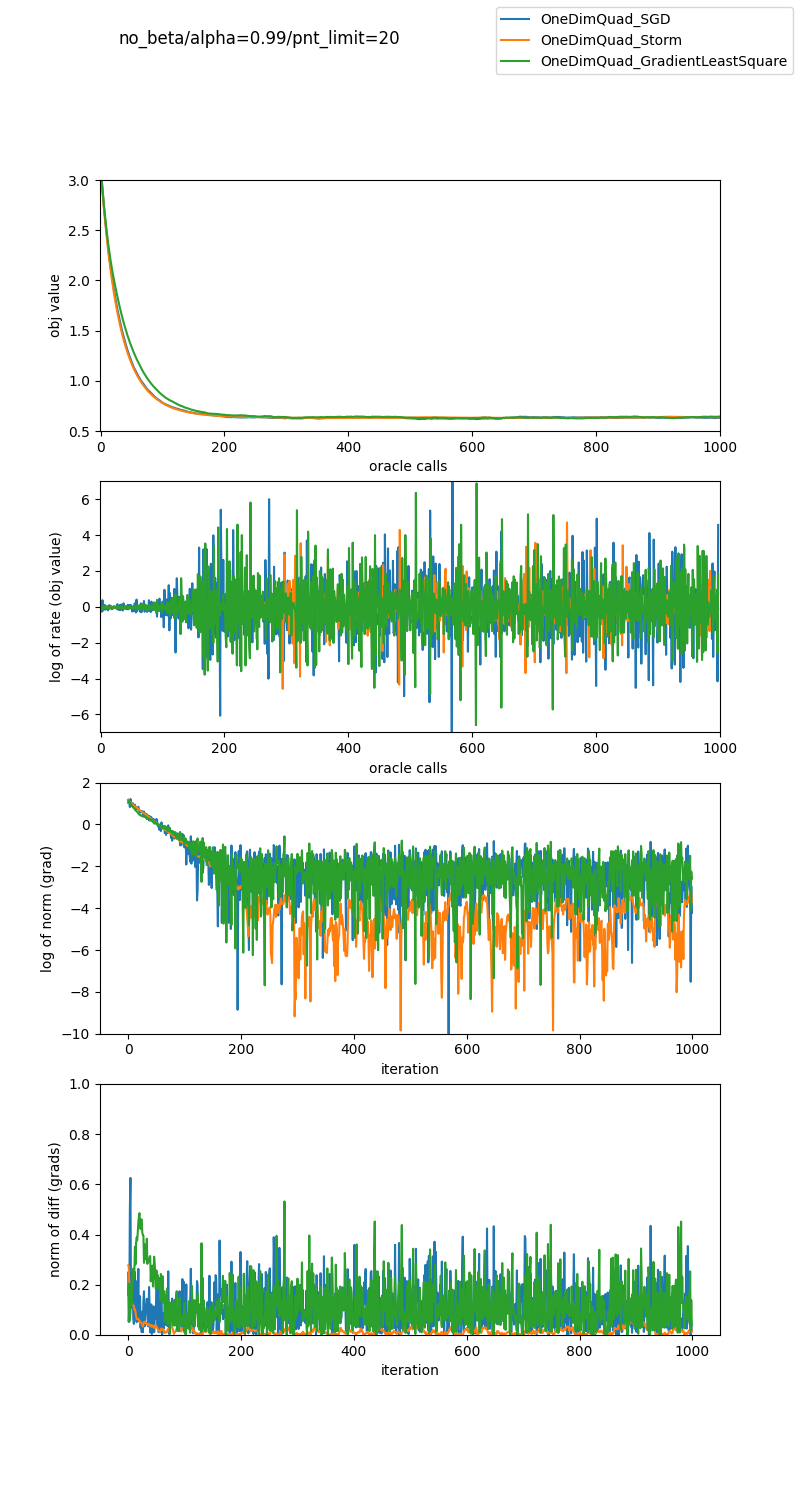 no_beta/alpha=0.99/pnt_limit=20
OneDimQuad_SGD
OneDimQuad_Storm
OneDimQuad_GradientLeastSquare
3.0
2.5
2.0
1.5
1.0
0.5
obj value
0 200 400 600 800 1000
oracle calls
6
4
2
0
−2
−4
−6
log of rate (obj value)
0 200 400 600 800 1000
oracle calls
2
0
−2
−4
−6
−8
−10
log of norm (grad)
0 200 400 600 800 1000
iteration
1.0
0.8
0.6
0.4
0.2
0.0
norm of diff (grads)
0 200 400 600 800 1000
iteration